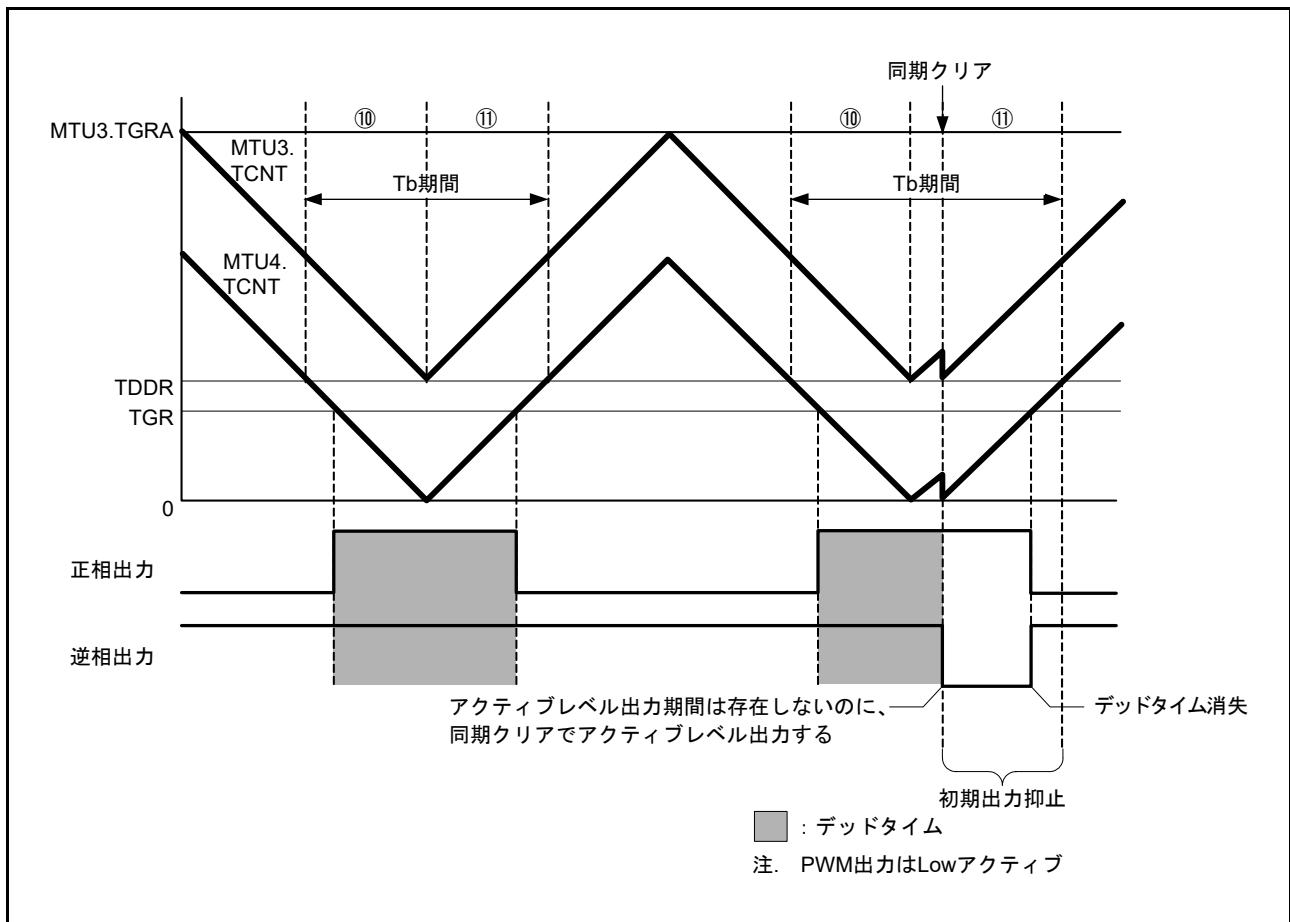 同期クリア
MTU3.TGRA
⑩
⑪
⑩
⑪
MTU3.
TCNT
Tb期間
Tb期間
MTU4.
TCNT
TDDR
TGR
0
正相出力
逆相出力
アクティブレベル出力期間は存在しないのに、
同期クリアでアクティブレベル出力する
デッドタイム消失
初期出力抑止
：デッドタイム
注. PWM出力はLowアクティブ